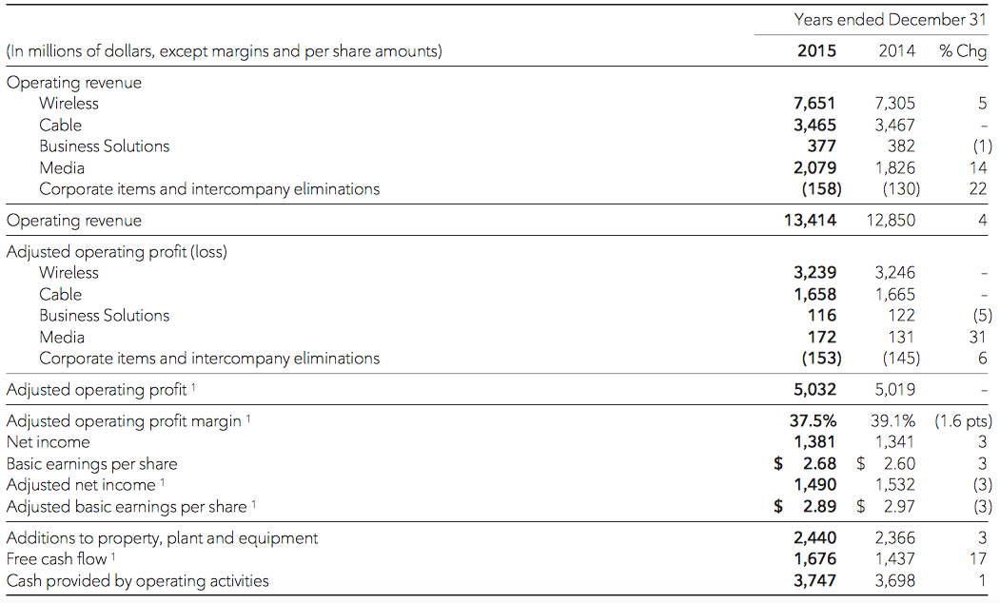 Years ended December 31
(In millions of dollars, except margins and per share amounts) 2015 2014 % Chg
Operating revenue
Wireless 7,651 7,305 5
Cable 3,465 3,467 –
Business Solutions 377 382 (1)
Media 2,079 1,826 14
Corporate items and intercompany eliminations (158) (130) 22
Operating revenue 13,414 12,850 4
Adjusted operating profit (loss)
Wireless 3,239 3,246 –
Cable 1,658 1,665 –
Business Solutions 116 122 (5)
Media 172 131 31
Corporate items and intercompany eliminations (153) (145) 6
Adjusted operating profit 1 5,032 5,019 –
Adjusted operating profit margin 1 37.5% 39.1% (1.6 pts)
Net income 1,381 1,341 3
Basic earnings per share $ 2.68 $ 2.60 3
Adjusted net income 1 1,490 1,532 (3)
Adjusted basic earnings per share 1 $ 2.89 $ 2.97 (3)
Additions to property, plant and equipment 2,440 2,366 3
Free cash flow 1 1,676 1,437 17
Cash provided by operating activities 3,747 3,698 1